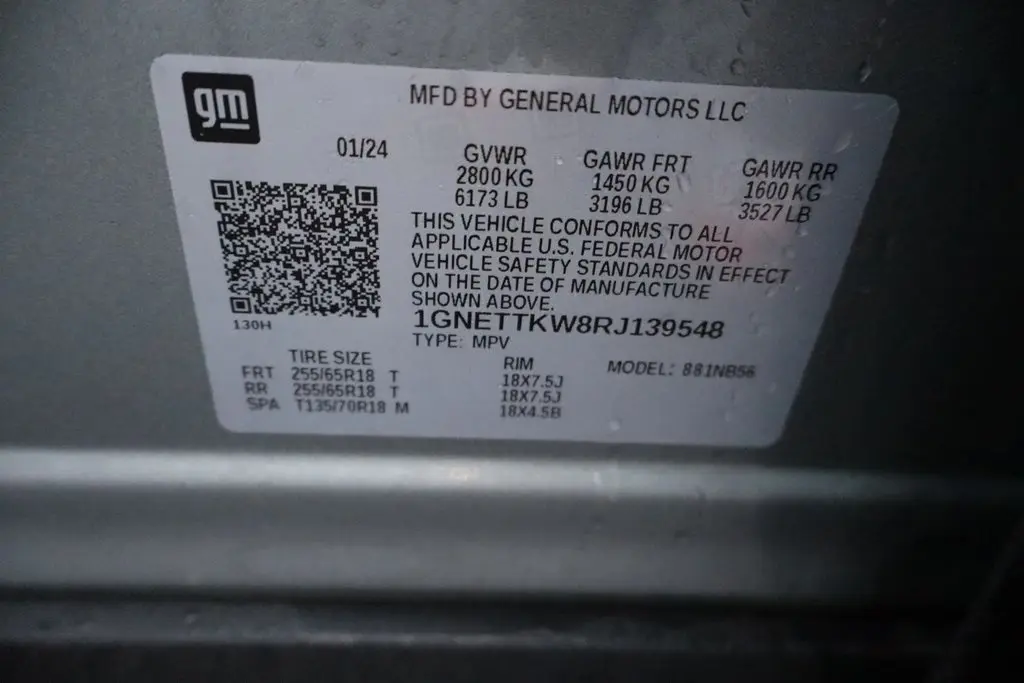 gm
MFD BY GENERAL MOTORS LLC
01/24 GVWR GAWR FRT GAWR RR
2800 KG 1450 KG 1600 KG
6173 LB 3196 LB 3527 LB
THIS VEHICLE CONFORMS TO ALL
APPLICABLE U.S. FEDERAL MOTOR
VEHICLE SAFETY STANDARDS IN EFFECT
ON THE DATE OF MANUFACTURE
SHOWN ABOVE.
130H
1GNETTKW8RJ139548
TYPE: MPV
TIRE SIZE RIM MODEL: 881NB56
FRT 255/65R18 T 18X7.5J
RR 255/65R18 T 18X7.5J
SPA T135/70R18 M 18X4.5B